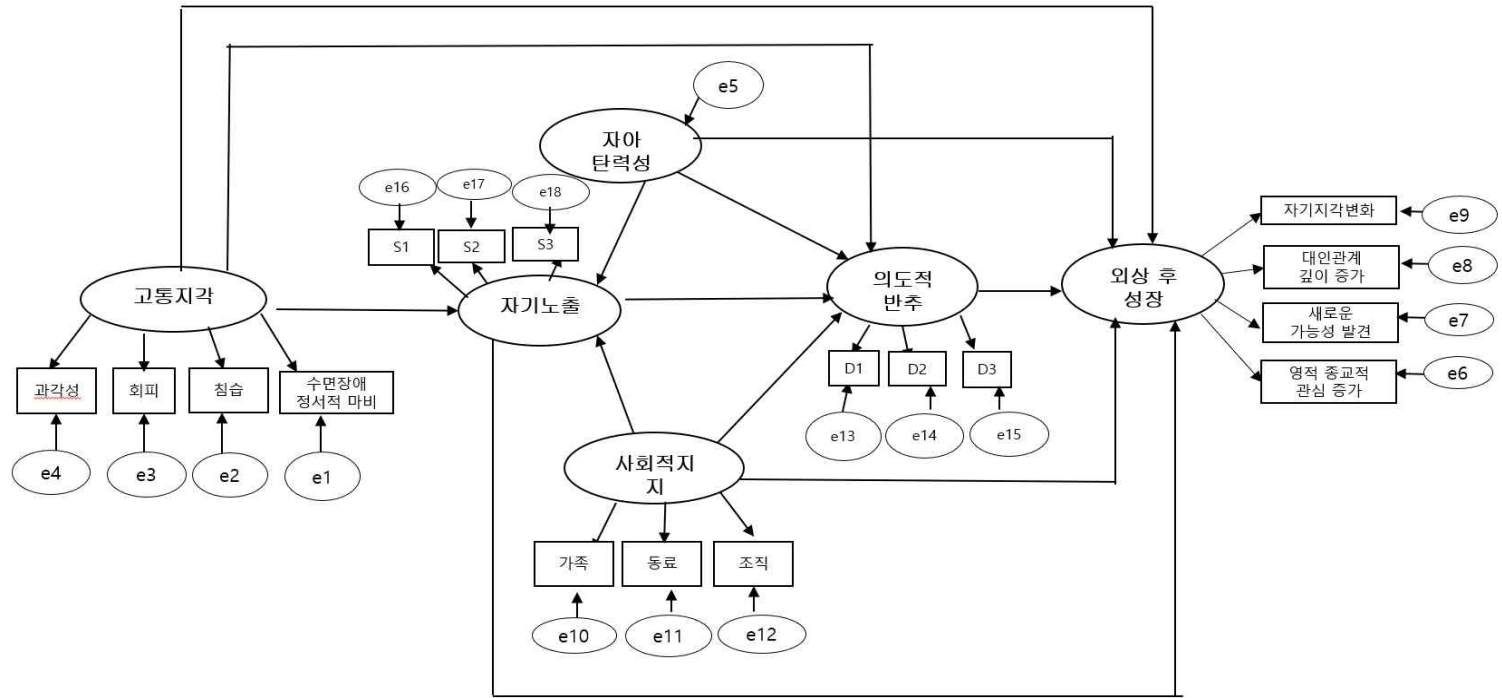 e5
자아
탄력성
e16
e17
e18
S1
S2
S3
자기지각변화
e9
고통지각
자기노출
의도적
반추
외상 후
성장
대인관계
깊이 증가
e8
새로운
가능성 발견
e7
영적 종교적
관심 증가
e6
과각성
회피
침습
수면장애
정서적 마비
D1
D2
D3
e4
e3
e2
e1
e13
e14
e15
사회적지
지
가족
동료
조직
e10
e11
e12